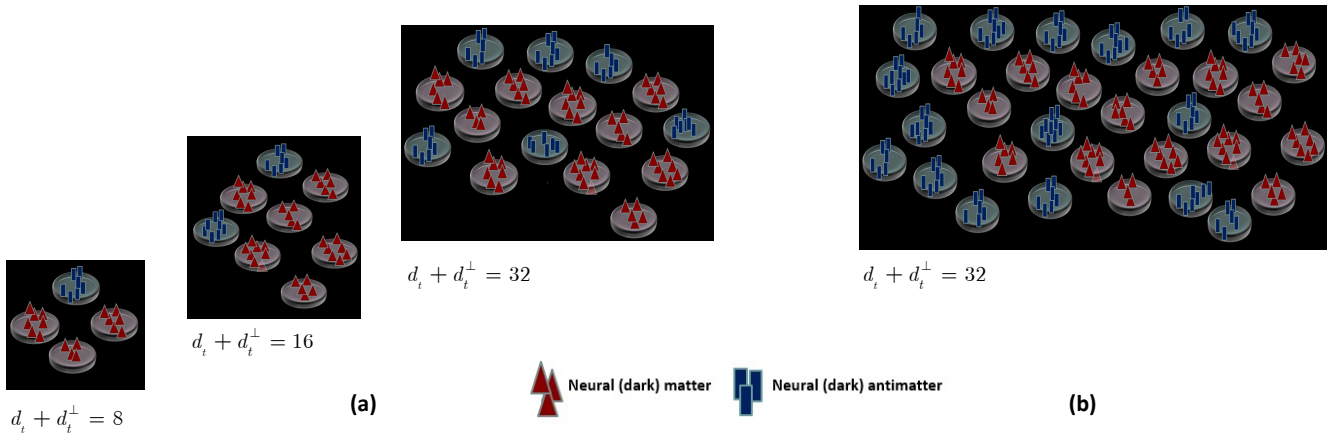 d_t + d_t^⊥ = 32
d_t + d_t^⊥ = 32
d_t + d_t^⊥ = 16
Neural (dark) matter
Neural (dark) antimatter
(a)
(b)
d_t + d_t^⊥ = 8